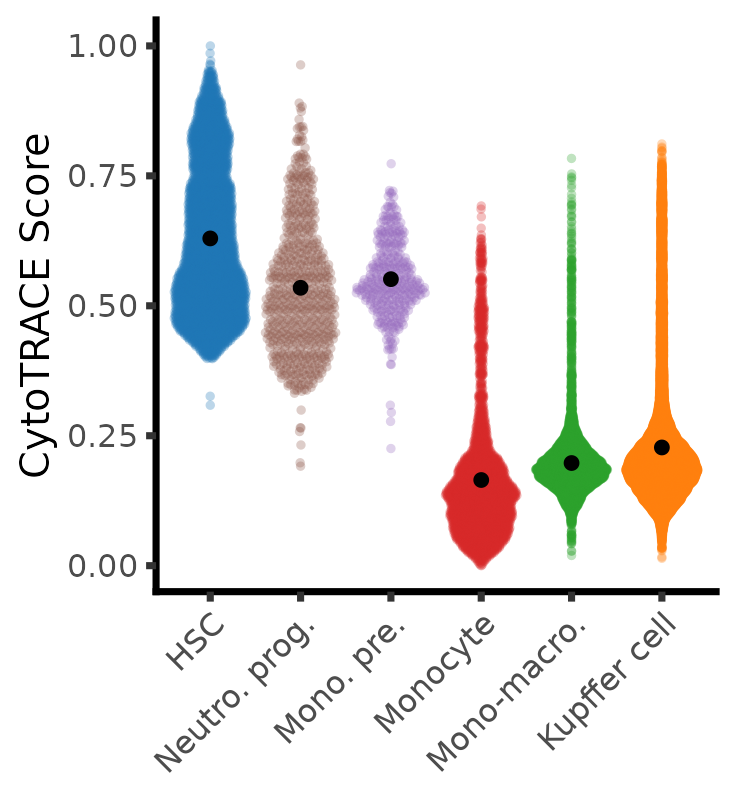 CytoTRACE Score
1.00
0.75
0.50
0.25
0.00
HSC
Neutro. prog.
Mono. pre.
Monocyte
Mono-macro.
Kupffer cell